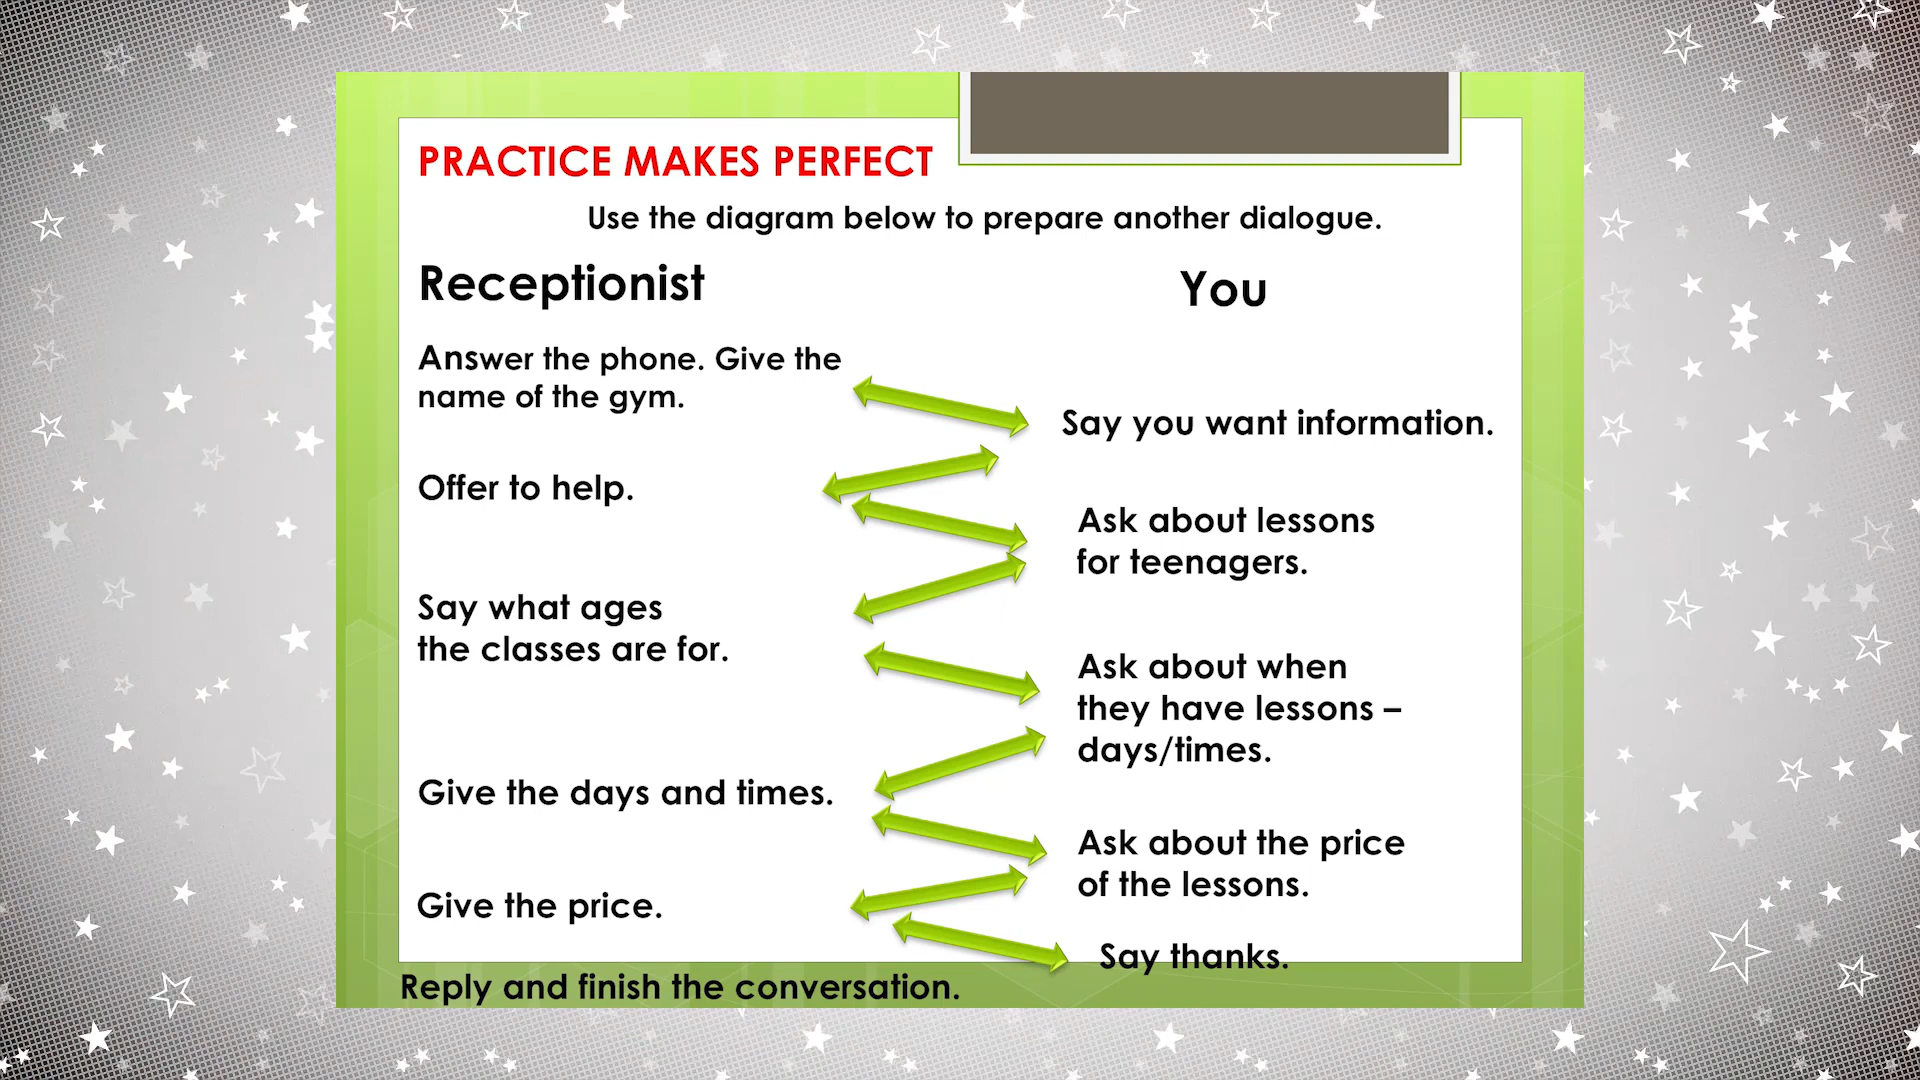 PRACTICE MAKES PERFECT
Use the diagram below to prepare another dialogue.
Receptionist
You
Answer the phone. Give the
name of the gym.
Say you want information.
Offer to help.
Ask about lessons
for teenagers.
Say what ages
the classes are for.
Ask about when
they have lessons –
days/times.
Give the days and times.
Ask about the price
of the lessons.
Give the price.
Say thanks.
Reply and finish the conversation.